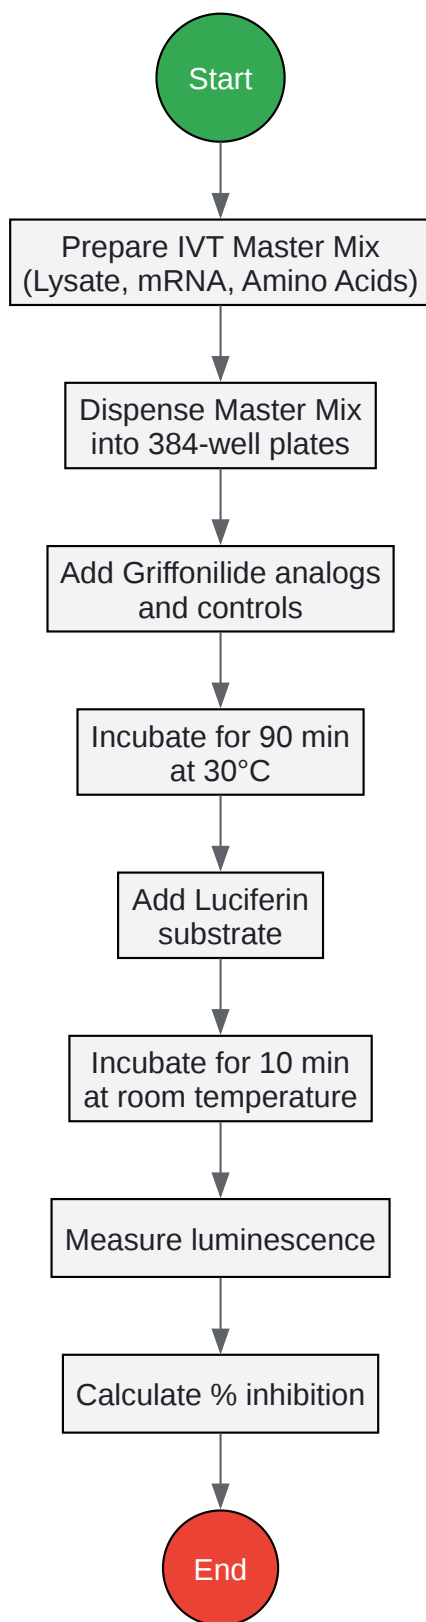 Start
Prepare IVT Master Mix
(Lysate, mRNA, Amino Acids)
Dispense Master Mix
into 384-well plates
Add Griffonilide analogs
and controls
Incubate for 90 min
at 30°C
Add Luciferin
substrate
Incubate for 10 min
at room temperature
Measure luminescence
Calculate % inhibition
End